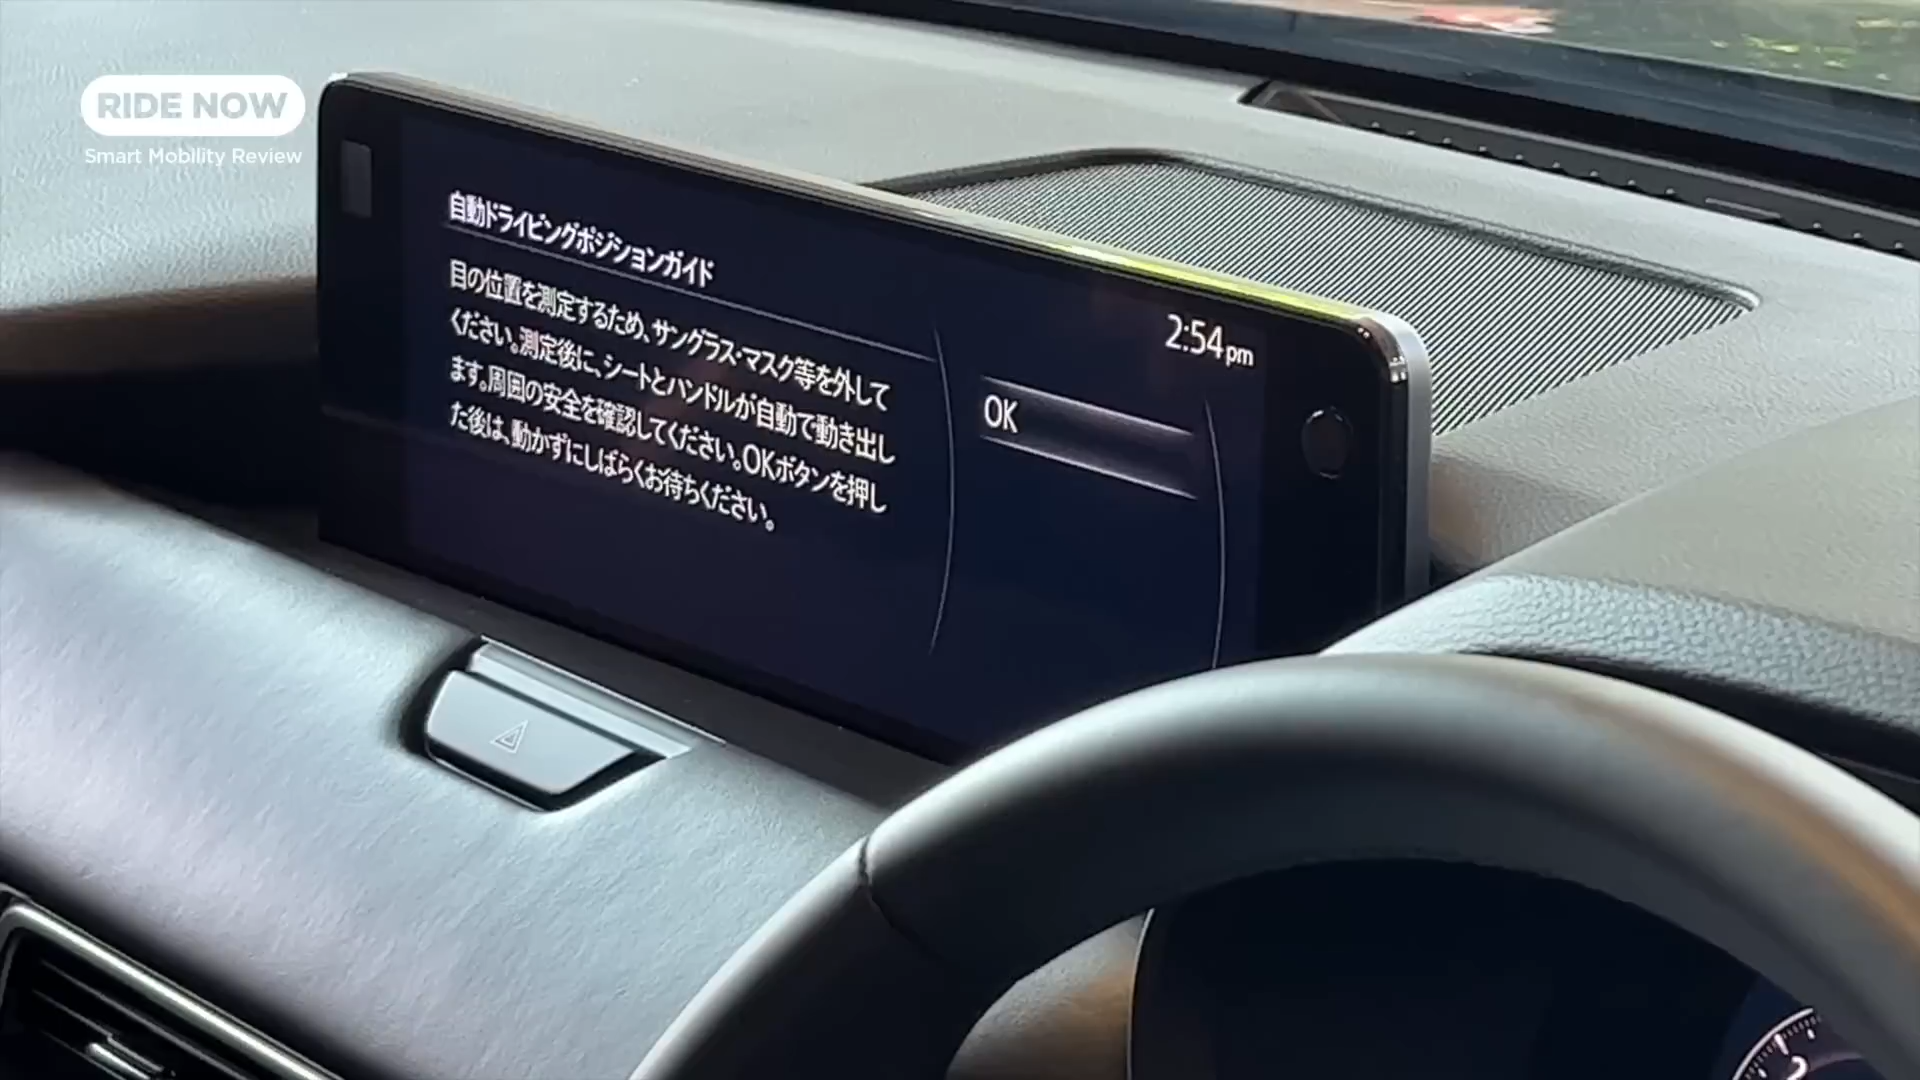 RIDE NOW
Smart Mobility Review
自動ドライビングポジションガイド
目の位置を測定するため、サングラス・マスク等を外して
ください。測定後に、シートとハンドルが自動で動き出し
ます。周囲の安全を確認してください。OKボタンを押し
た後は、動かずにしばらくお待ちください。
2:54 pm
OK
2